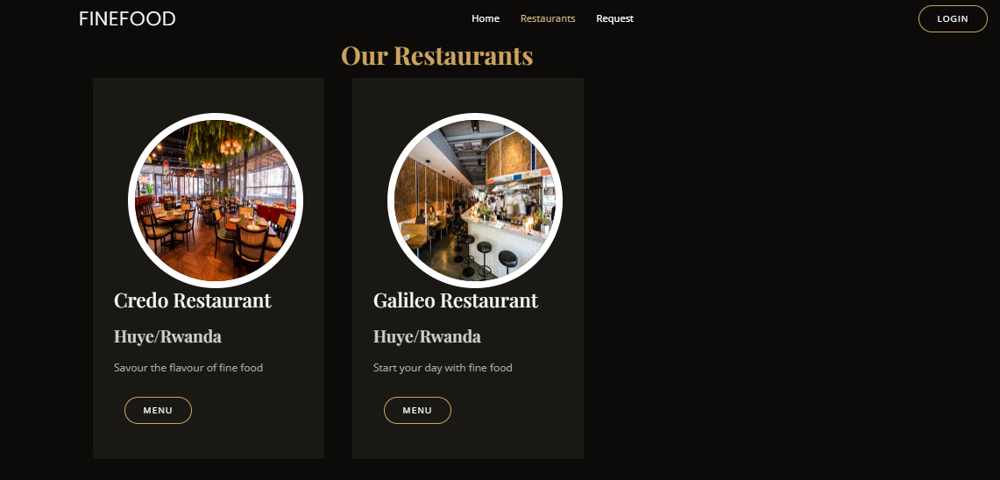 FINEFOOD
Home
Restaurants
Request
LOGIN
Our Restaurants
Credo Restaurant
Huye/Rwanda
Savour the flavour of fine food
MENU
Galileo Restaurant
Huye/Rwanda
Start your day with fine food
MENU